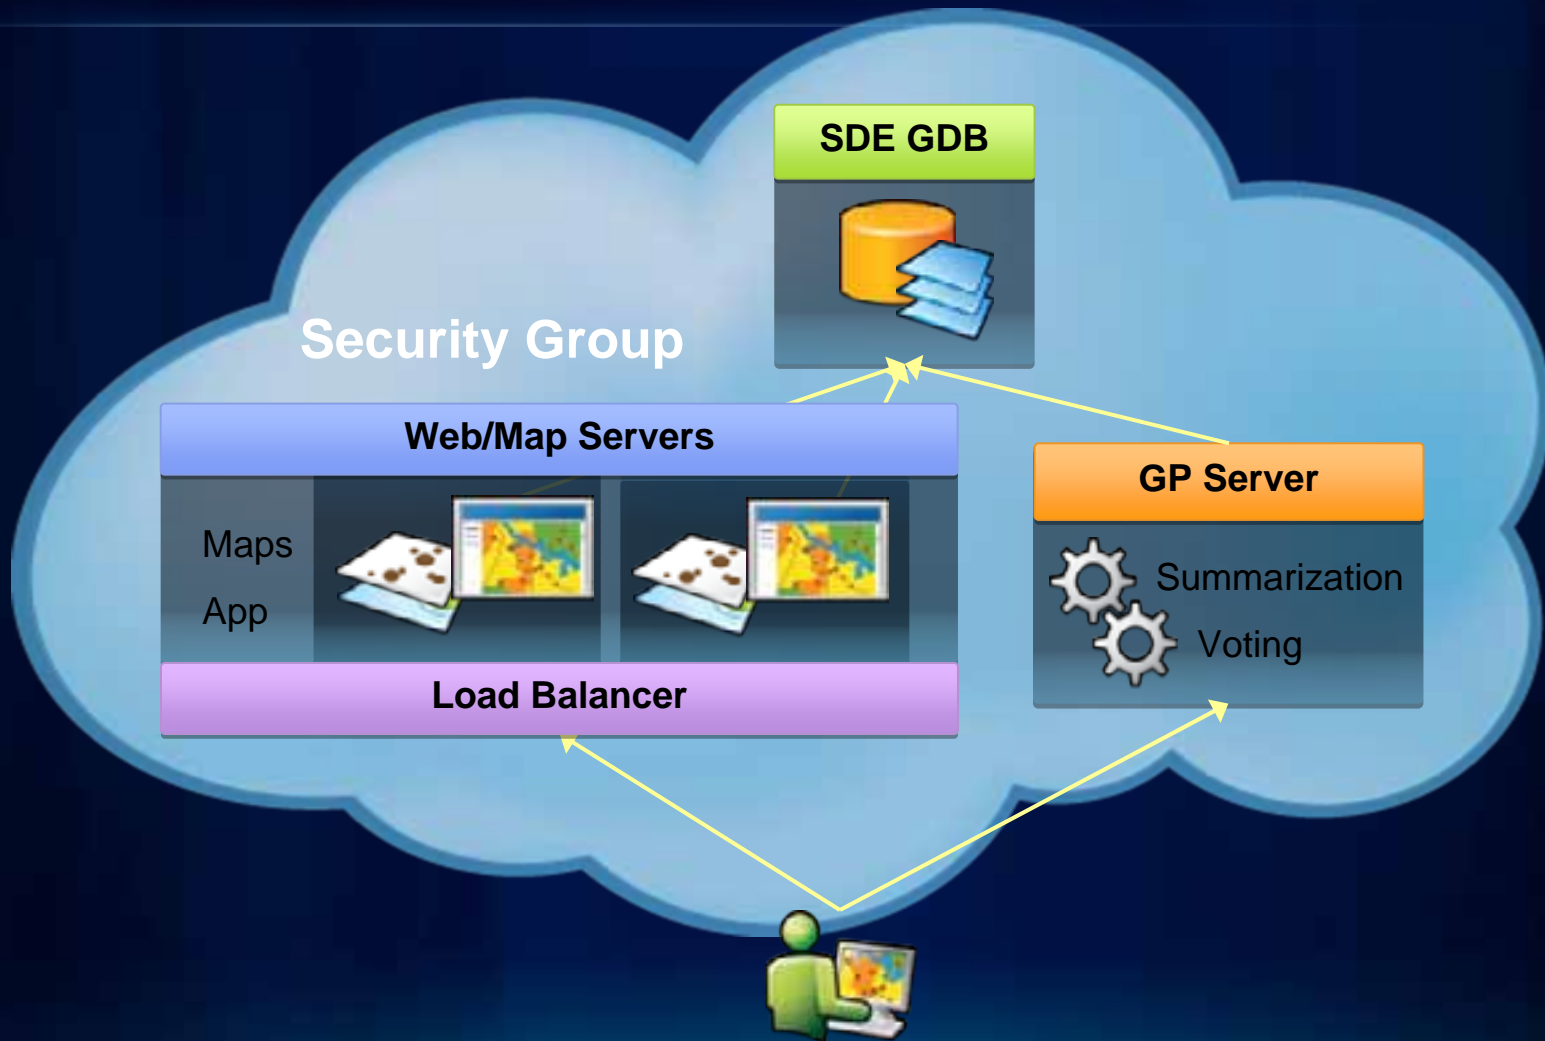 SDE GDB
Security Group
Web/Map Servers
Maps
App
Load Balancer
GP Server
Summarization
Voting